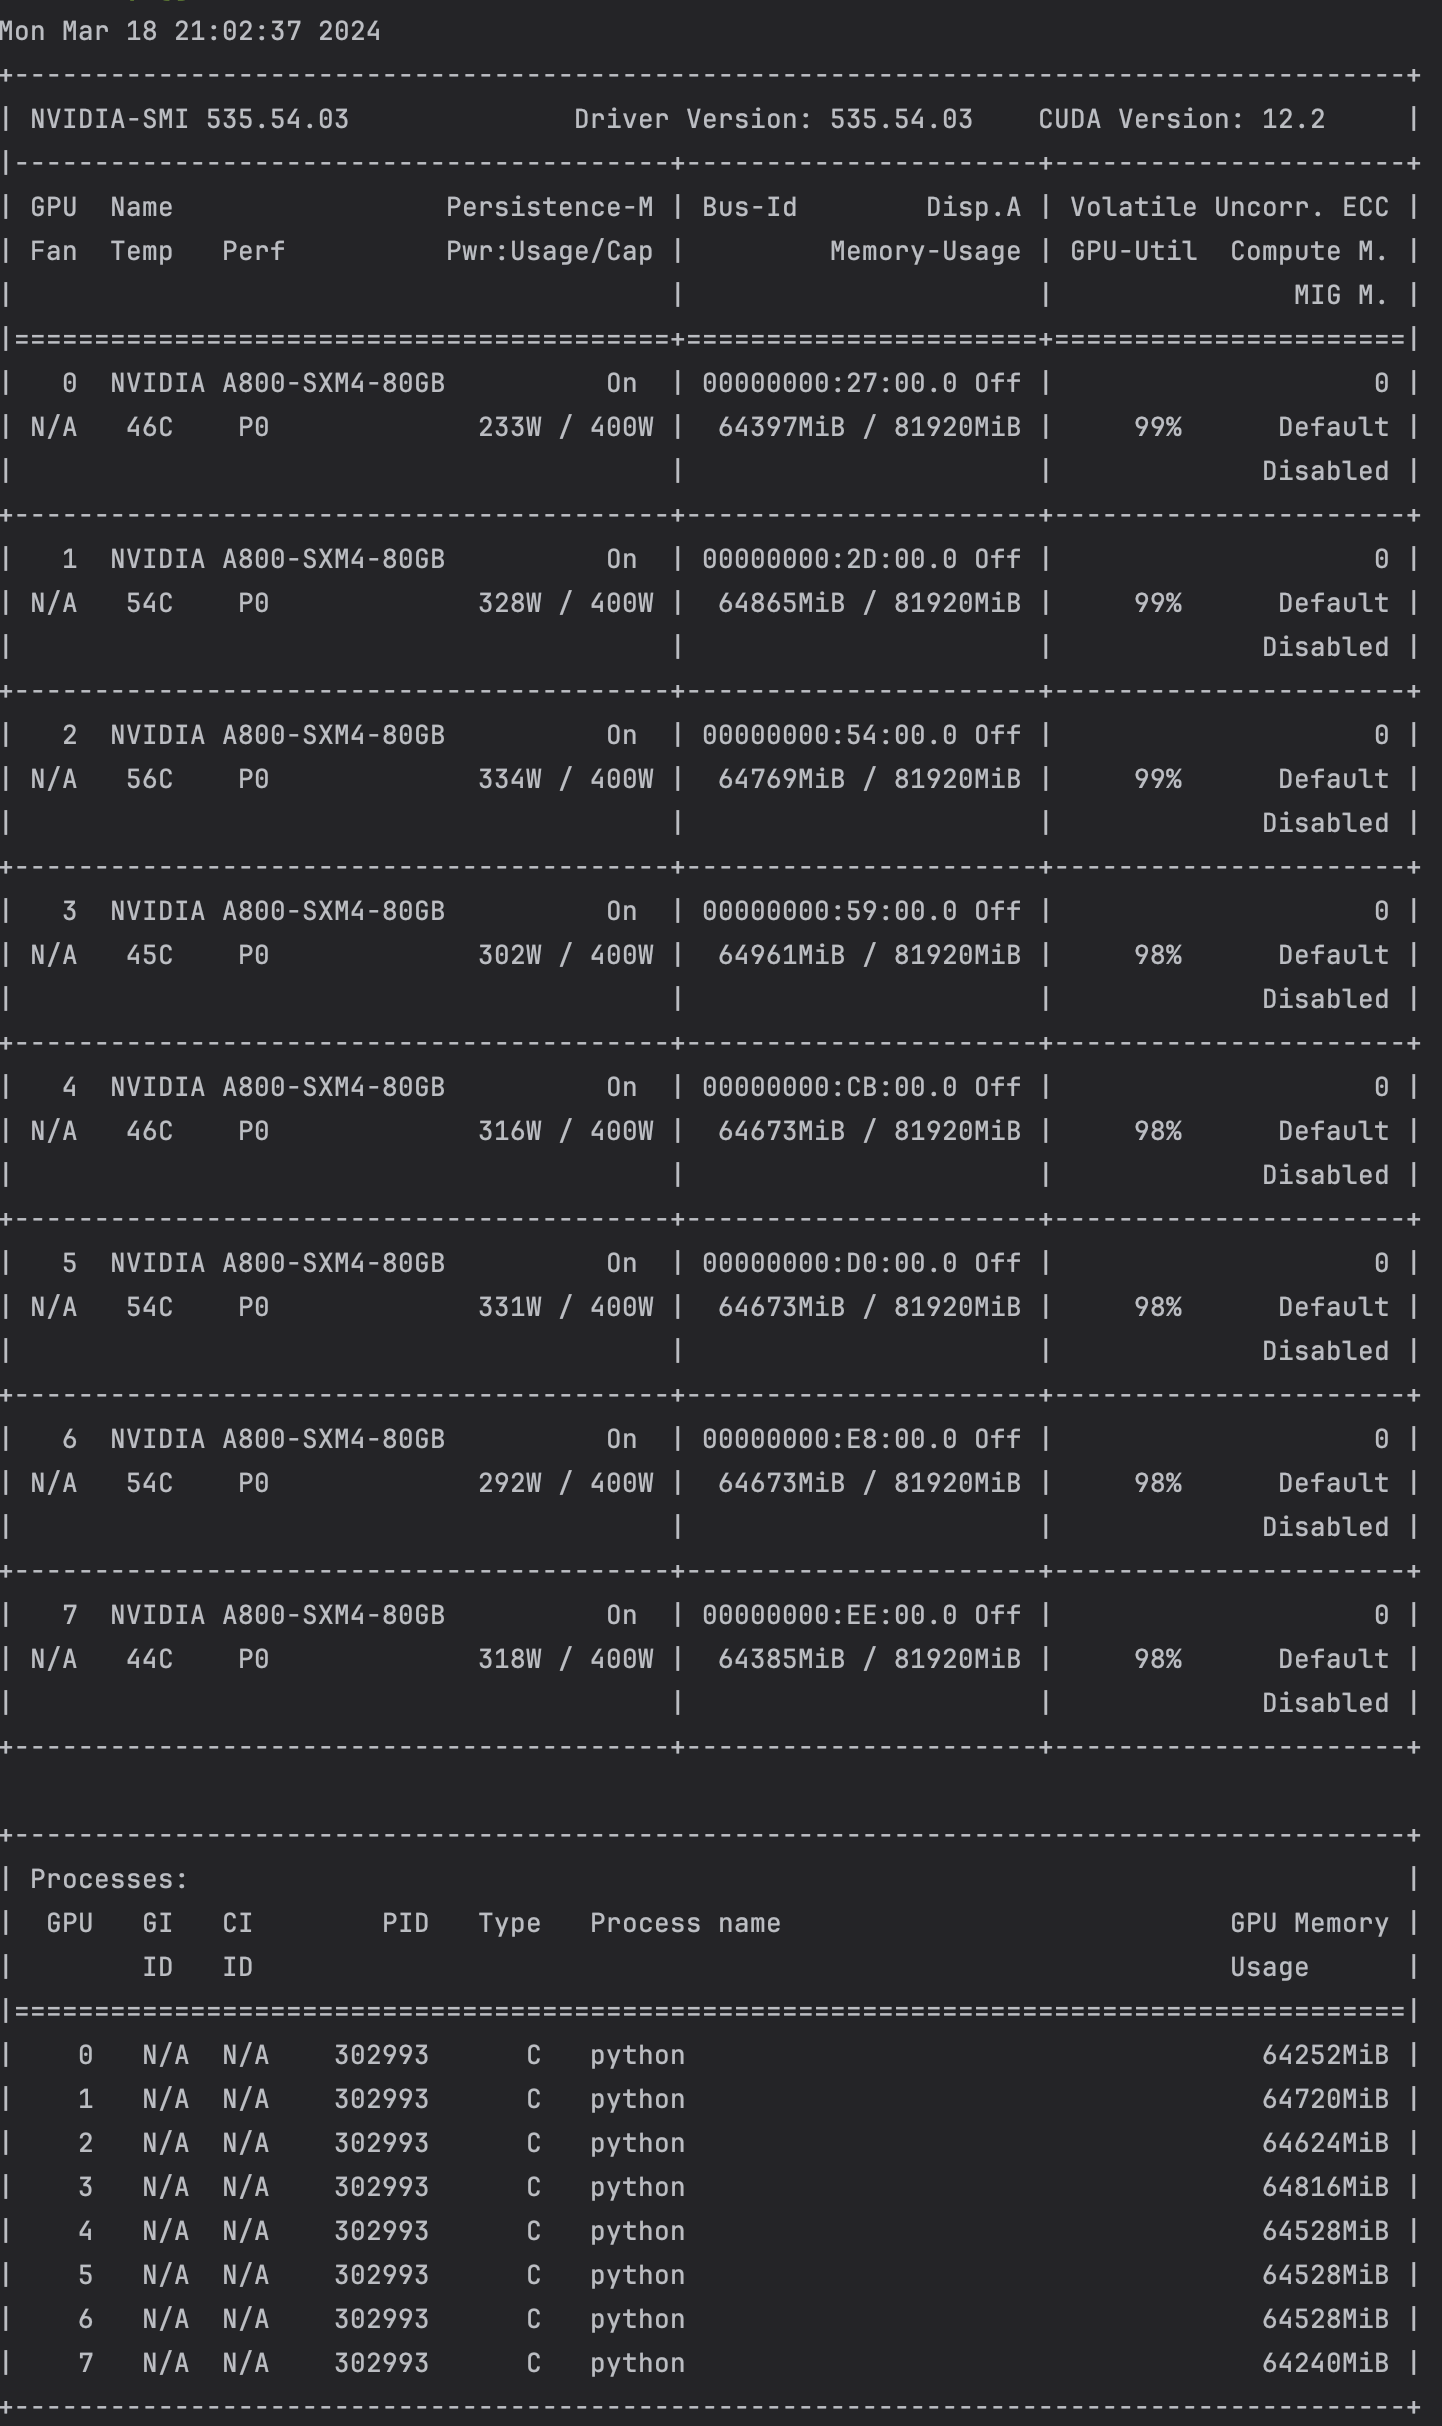 Mon Mar 18 21:02:37 2024
+---------------------------------------------------------------------------------------+
| NVIDIA-SMI 535.54.03              Driver Version: 535.54.03    CUDA Version: 12.2     |
|-----------------------------------------+----------------------+----------------------+
| GPU  Name                 Persistence-M | Bus-Id        Disp.A | Volatile Uncorr. ECC |
| Fan  Temp   Perf          Pwr:Usage/Cap |         Memory-Usage | GPU-Util  Compute M. |
|                                         |                      |               MIG M. |
|=========================================+======================+======================|
|   0  NVIDIA A800-SXM4-80GB          On  | 00000000:27:00.0 Off |                    0 |
| N/A   46C    P0             233W / 400W |  64397MiB / 81920MiB |     99%      Default |
|                                         |                      |             Disabled |
+-----------------------------------------+----------------------+----------------------+
|   1  NVIDIA A800-SXM4-80GB          On  | 00000000:2D:00.0 Off |                    0 |
| N/A   54C    P0             328W / 400W |  64865MiB / 81920MiB |     99%      Default |
|                                         |                      |             Disabled |
+-----------------------------------------+----------------------+----------------------+
|   2  NVIDIA A800-SXM4-80GB          On  | 00000000:54:00.0 Off |                    0 |
| N/A   56C    P0             334W / 400W |  64769MiB / 81920MiB |     99%      Default |
|                                         |                      |             Disabled |
+-----------------------------------------+----------------------+----------------------+
|   3  NVIDIA A800-SXM4-80GB          On  | 00000000:59:00.0 Off |                    0 |
| N/A   45C    P0             302W / 400W |  64961MiB / 81920MiB |     98%      Default |
|                                         |                      |             Disabled |
+-----------------------------------------+----------------------+----------------------+
|   4  NVIDIA A800-SXM4-80GB          On  | 00000000:CB:00.0 Off |                    0 |
| N/A   46C    P0             316W / 400W |  64673MiB / 81920MiB |     98%      Default |
|                                         |                      |             Disabled |
+-----------------------------------------+----------------------+----------------------+
|   5  NVIDIA A800-SXM4-80GB          On  | 00000000:D0:00.0 Off |                    0 |
| N/A   54C    P0             331W / 400W |  64673MiB / 81920MiB |     98%      Default |
|                                         |                      |             Disabled |
+-----------------------------------------+----------------------+----------------------+
|   6  NVIDIA A800-SXM4-80GB          On  | 00000000:E8:00.0 Off |                    0 |
| N/A   54C    P0             292W / 400W |  64673MiB / 81920MiB |     98%      Default |
|                                         |                      |             Disabled |
+-----------------------------------------+----------------------+----------------------+
|   7  NVIDIA A800-SXM4-80GB          On  | 00000000:EE:00.0 Off |                    0 |
| N/A   44C    P0             318W / 400W |  64385MiB / 81920MiB |     98%      Default |
|                                         |                      |             Disabled |
+-----------------------------------------+----------------------+----------------------+

+---------------------------------------------------------------------------------------+
| Processes:                                                                            |
|  GPU   GI   CI        PID   Type   Process name                            GPU Memory |
|        ID   ID                                                             Usage      |
|=======================================================================================|
|    0   N/A  N/A    302993      C   python                                    64252MiB |
|    1   N/A  N/A    302993      C   python                                    64720MiB |
|    2   N/A  N/A    302993      C   python                                    64624MiB |
|    3   N/A  N/A    302993      C   python                                    64816MiB |
|    4   N/A  N/A    302993      C   python                                    64528MiB |
|    5   N/A  N/A    302993      C   python                                    64528MiB |
|    6   N/A  N/A    302993      C   python                                    64528MiB |
|    7   N/A  N/A    302993      C   python                                    64240MiB |
+---------------------------------------------------------------------------------------+